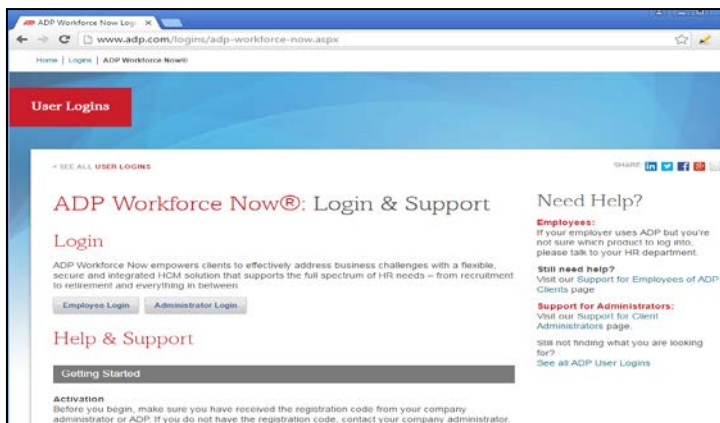 ADP Workforce Now Logi
www.adp.com/logins/adp-workforce-now.aspx
Home | Logins | ADP Workforce Now®
User Logins
< SEE ALL USER LOGINS
SHARE:
ADP Workforce Now®: Login & Support
Login
ADP Workforce Now empowers clients to effectively address business challenges with a flexible,
secure and integrated HCM solution that supports the full spectrum of HR needs – from recruitment
to retirement and everything in between.
Employee Login
Administrator Login
Help & Support
Getting Started
Activation
Before you begin, make sure you have received the registration code from your company
administrator or ADP. If you do not have the registration code, contact your company administrator.
Need Help?
Employees:
If your employer uses ADP but you're
not sure which product to log into,
please talk to your HR department.
Still need help?
Visit our Support for Employees of ADP
Clients page
Support for Administrators:
Visit our Support for Client
Administrators page.
Still not finding what you are looking
for?
See all ADP User Logins